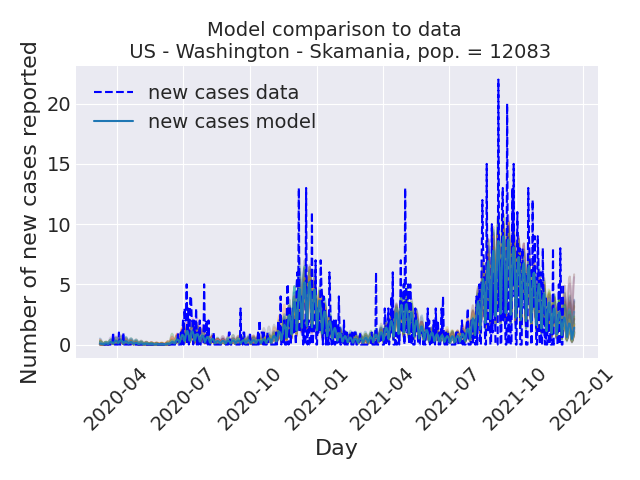 Model comparison to data
US - Washington - Skamania, pop. = 12083
Number of new cases reported
new cases data
new cases model
20
15
10
5
0
2020-04
2020-07
2020-10
2021-01
2021-04
2021-07
2021-10
2022-01
Day